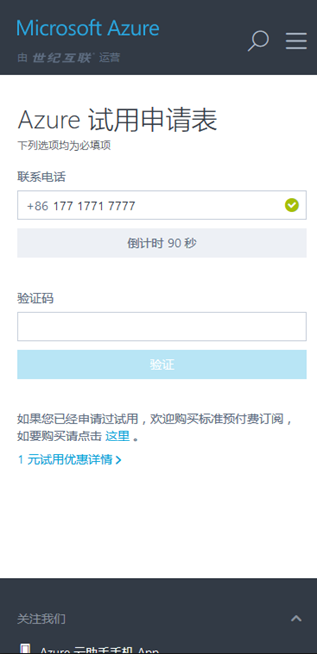 Microsoft Azure
由 世纪互联 运营
Azure 试用申请表
下列选项均为必填项
联系电话
+86 177 1771 7777
倒计时 90 秒
验证码
验证
如果您已经申请过试用，欢迎购买标准预付费订阅，
如要购买请点击 这里 。
1 元试用优惠详情
关注我们
Azure 云助手手机 App